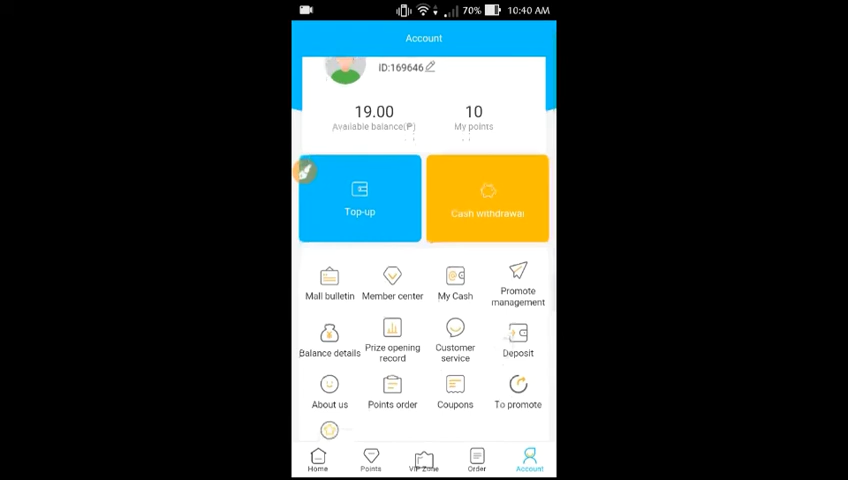 70% 10:40 AM
Account
ID:169646
19.00 10
Available balance(₱) My points
Top-up Cash withdrawal
Mall bulletin Member center My Cash Promote management
Balance details Prize opening record Customer service Deposit
About us Points order Coupons To promote
Home Points VIP Zone Order Account